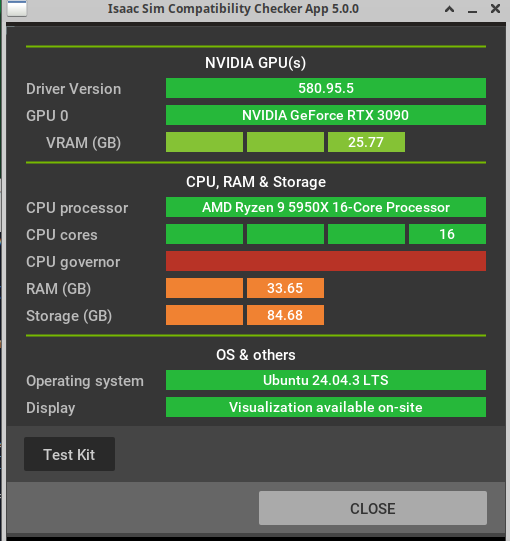 Isaac Sim Compatibility Checker App 5.0.0
NVIDIA GPU(s)
Driver Version 580.95.5
GPU 0 NVIDIA GeForce RTX 3090
VRAM (GB) 25.77
CPU, RAM & Storage
CPU processor AMD Ryzen 9 5950X 16-Core Processor
CPU cores 16
CPU governor
RAM (GB) 33.65
Storage (GB) 84.68
OS & others
Operating system Ubuntu 24.04.3 LTS
Display Visualization available on-site
Test Kit
CLOSE